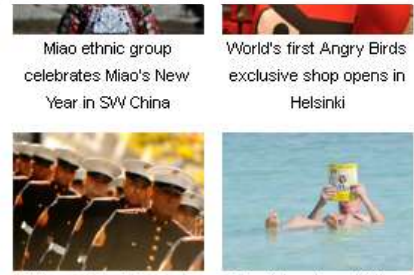 Miao ethnic group
celebrates Miao's New
Year in SW China
World's first Angry Birds
exclusive shop opens in
Helsinki